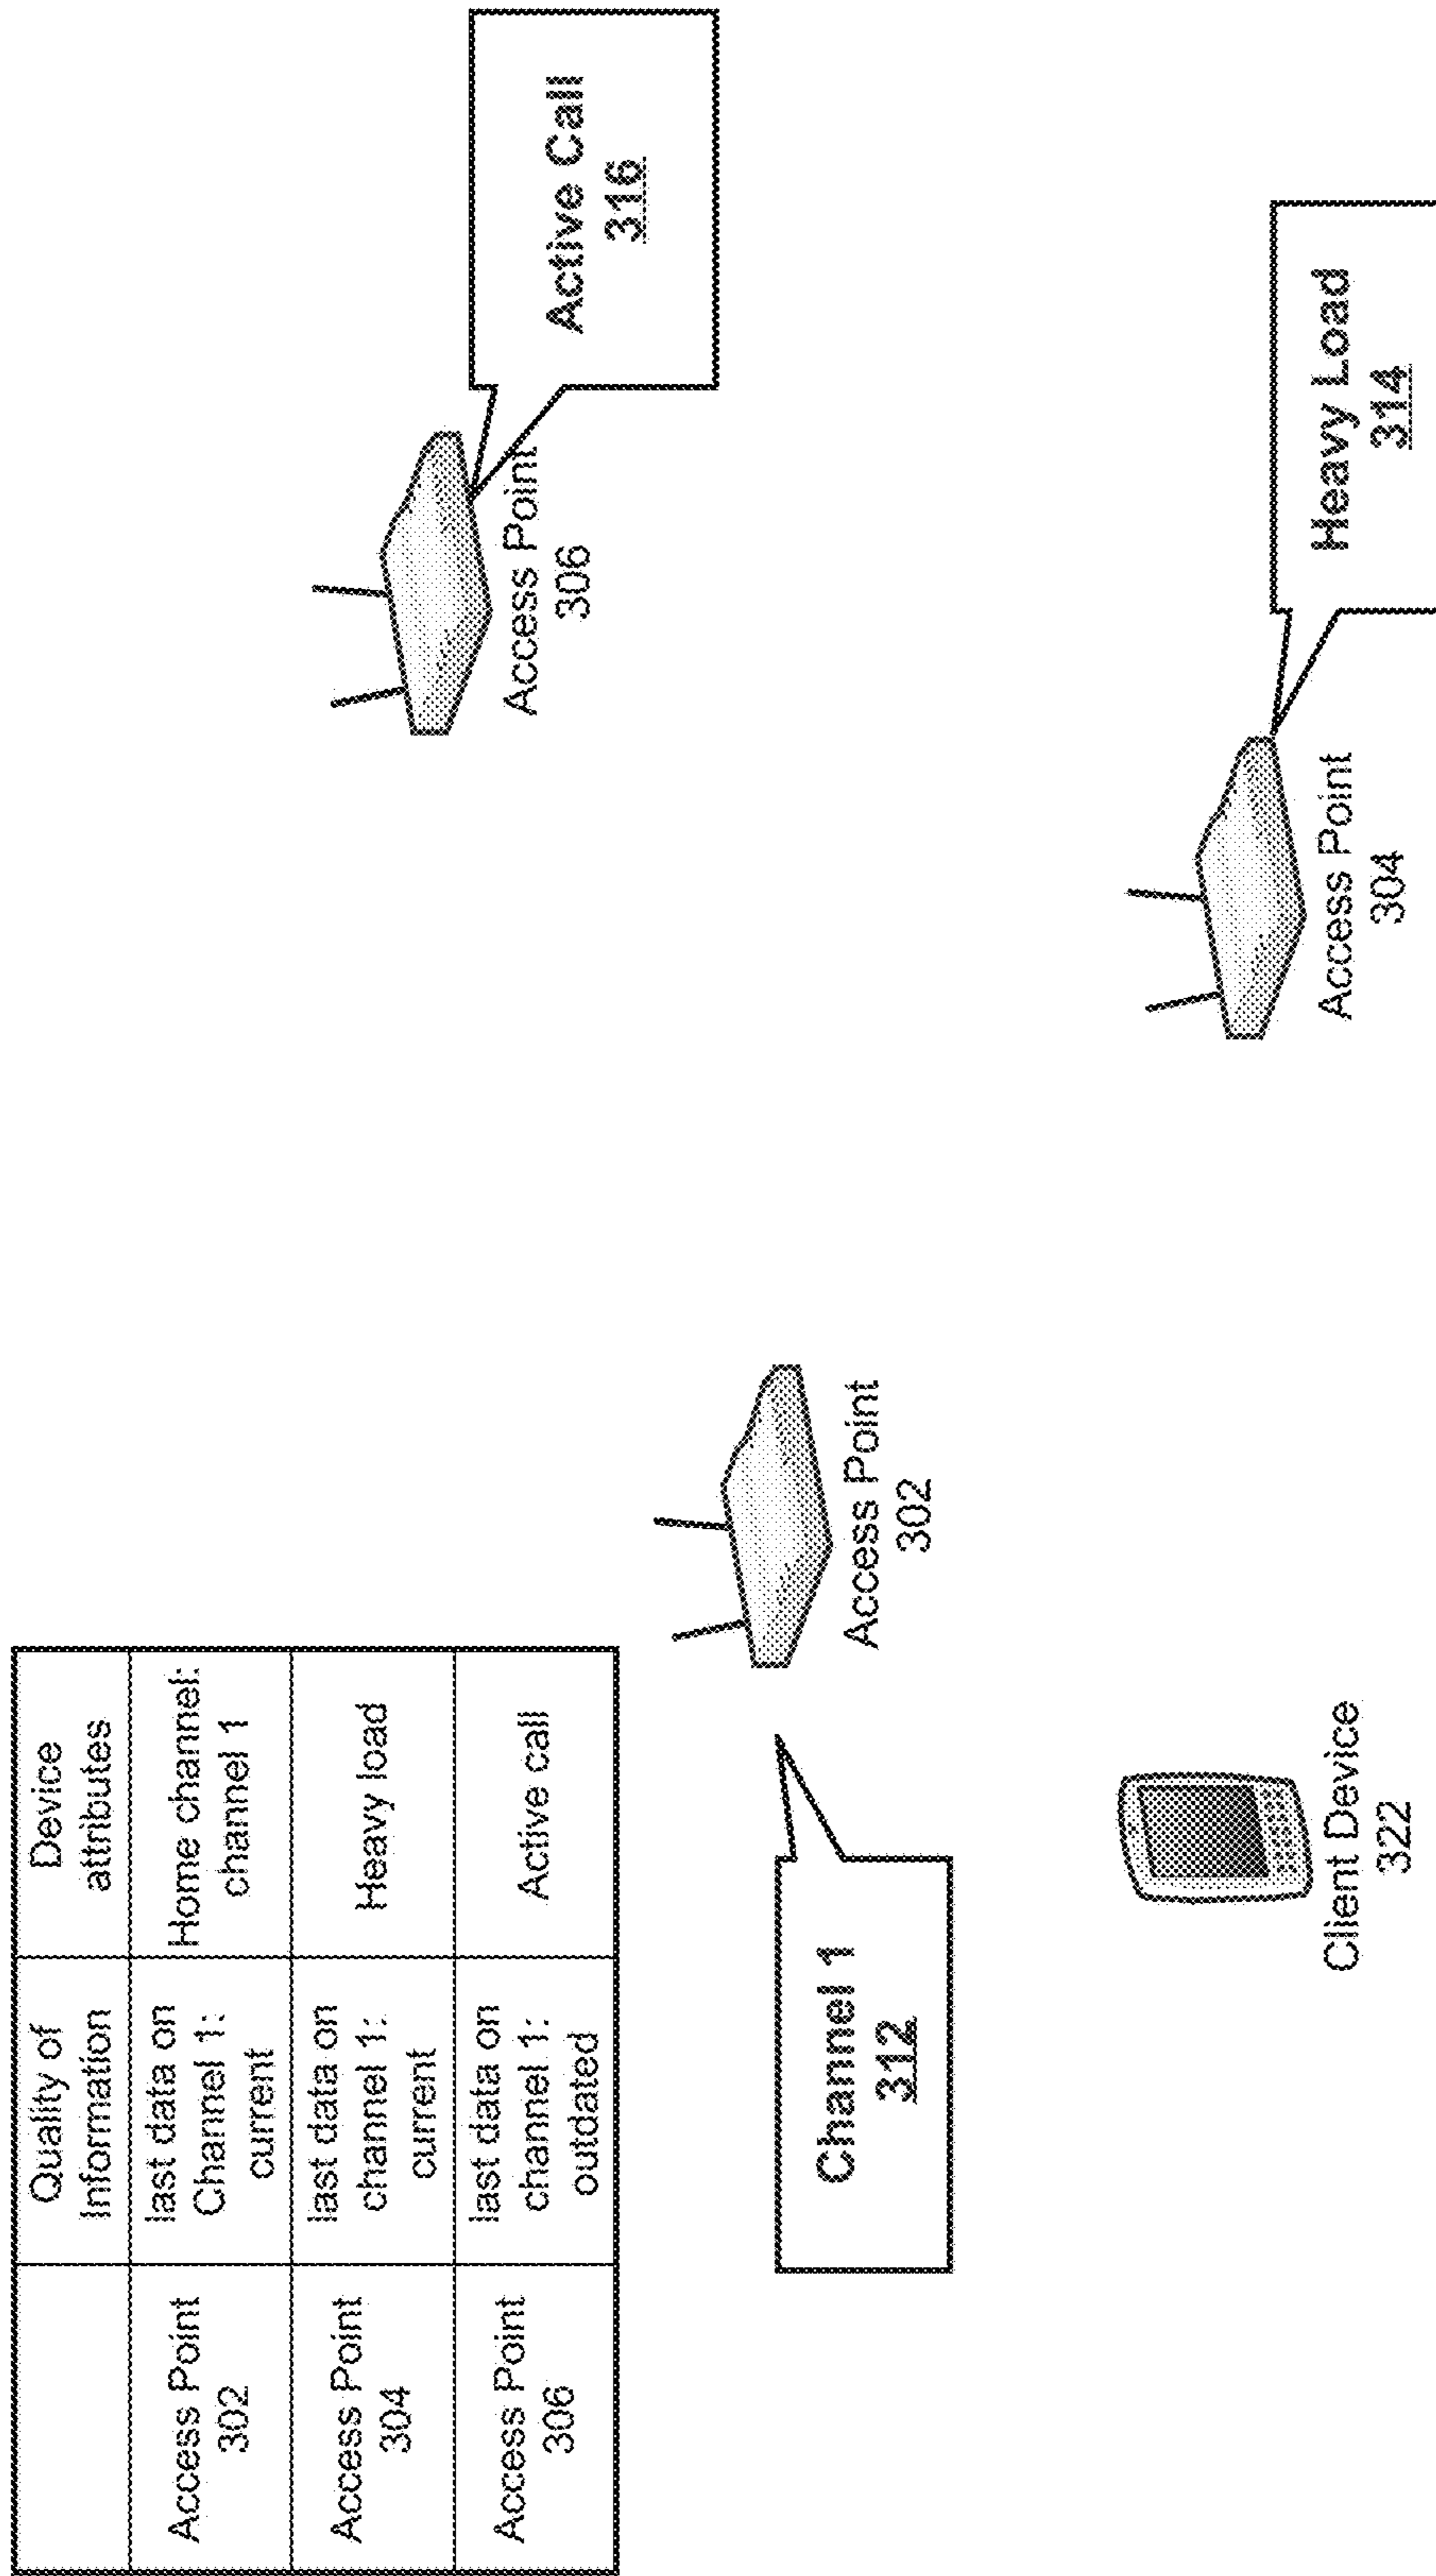 Quality of
Information
Device
attributes
Access Point
302
last data on
Channel 1:
current
Home channel:
channel 1
Access Point
304
last data on
channel 1:
current
Heavy load
Access Point
306
last data on
channel 1:
outdated
Active call
Active Call
316
Access Point
306
Channel 1
312
Access Point
302
Heavy Load
314
Access Point
304
Client Device
322